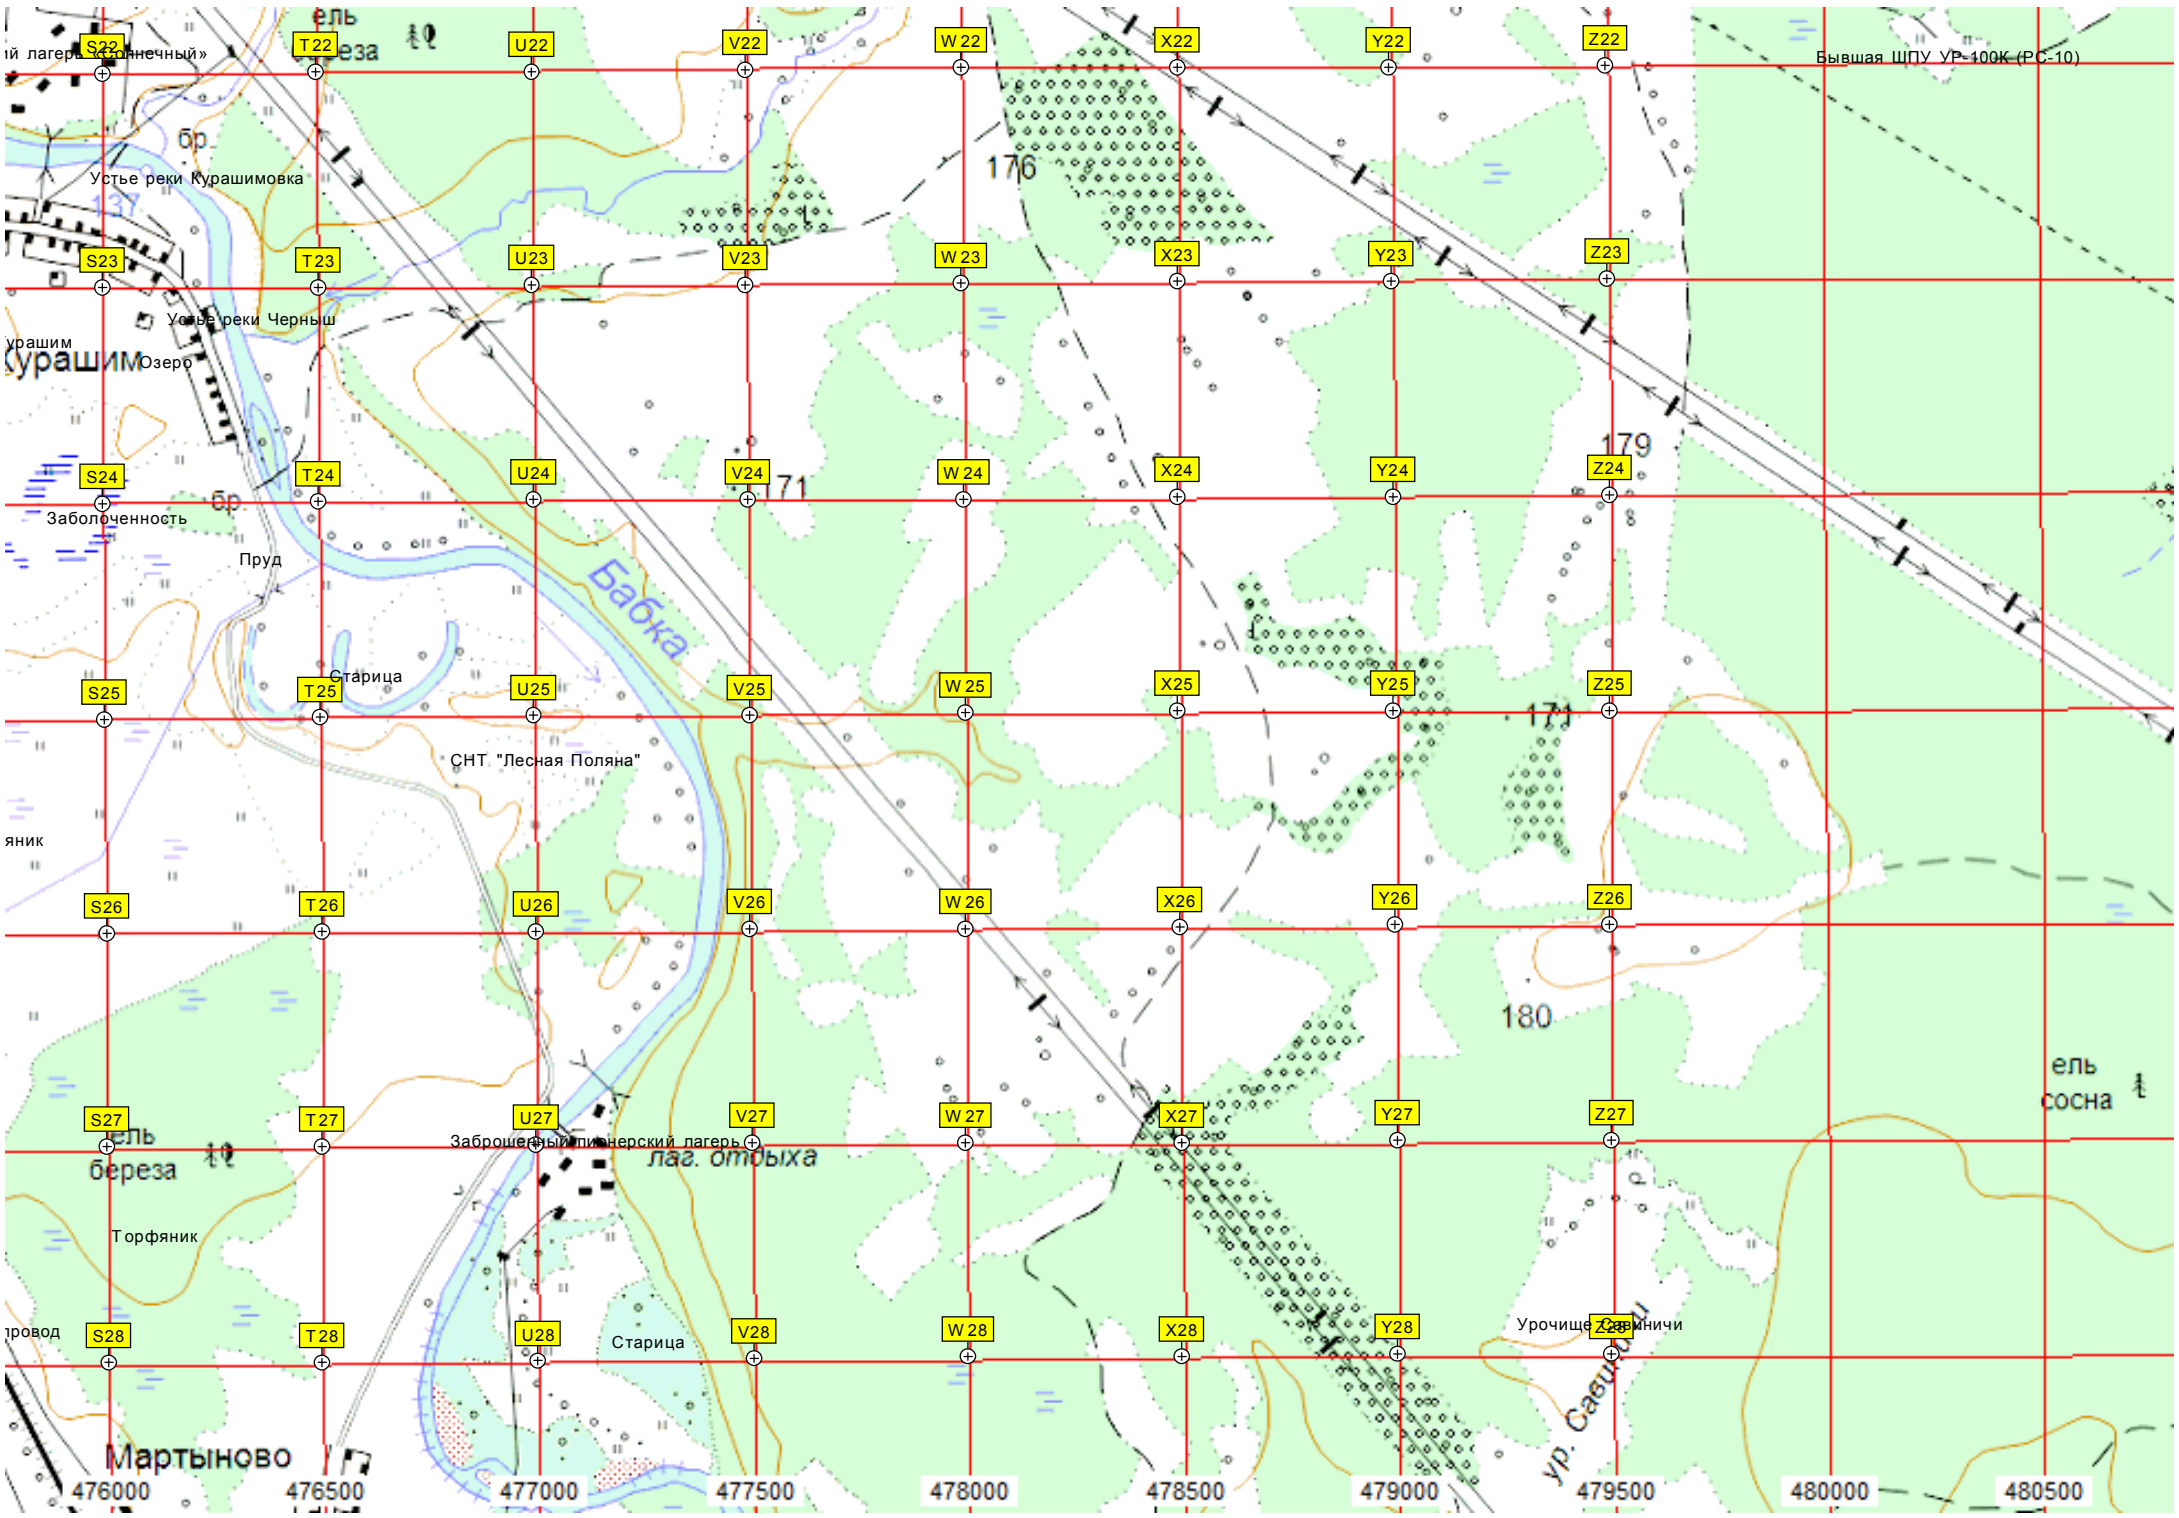 ель
береза
S22
T22
U22
V22
W22
X22
Y22
Z22
ий лагерь «Солнечный»
Бывшая ШПУ УР-100К (РС-10)
бр.
176
Устье реки Курашимовка
137
S23
T23
U23
V23
W23
X23
Y23
Z23
Устье реки Черныш
урашим
Курашим
Озеро
179
S24
T24
U24
V24
W24
X24
Y24
Z24
171
бр.
Заболоченность
Пруд
Бабка
Старица
S25
T25
U25
V25
W25
X25
Y25
Z25
171
СНТ "Лесная Поляна"
яник
S26
T26
U26
V26
W26
X26
Y26
Z26
180
ель
сосна
S27
T27
U27
V27
W27
X27
Y27
Z27
ель
береза
Заброшенный пионерский лагерь
лаг. отдыха
Торфяник
провод
S28
T28
U28
V28
W28
X28
Y28
Z28
Старица
Урочище Савиничи
ур. Савиничи
Мартыново
476000
476500
477000
477500
478000
478500
479000
479500
480000
480500